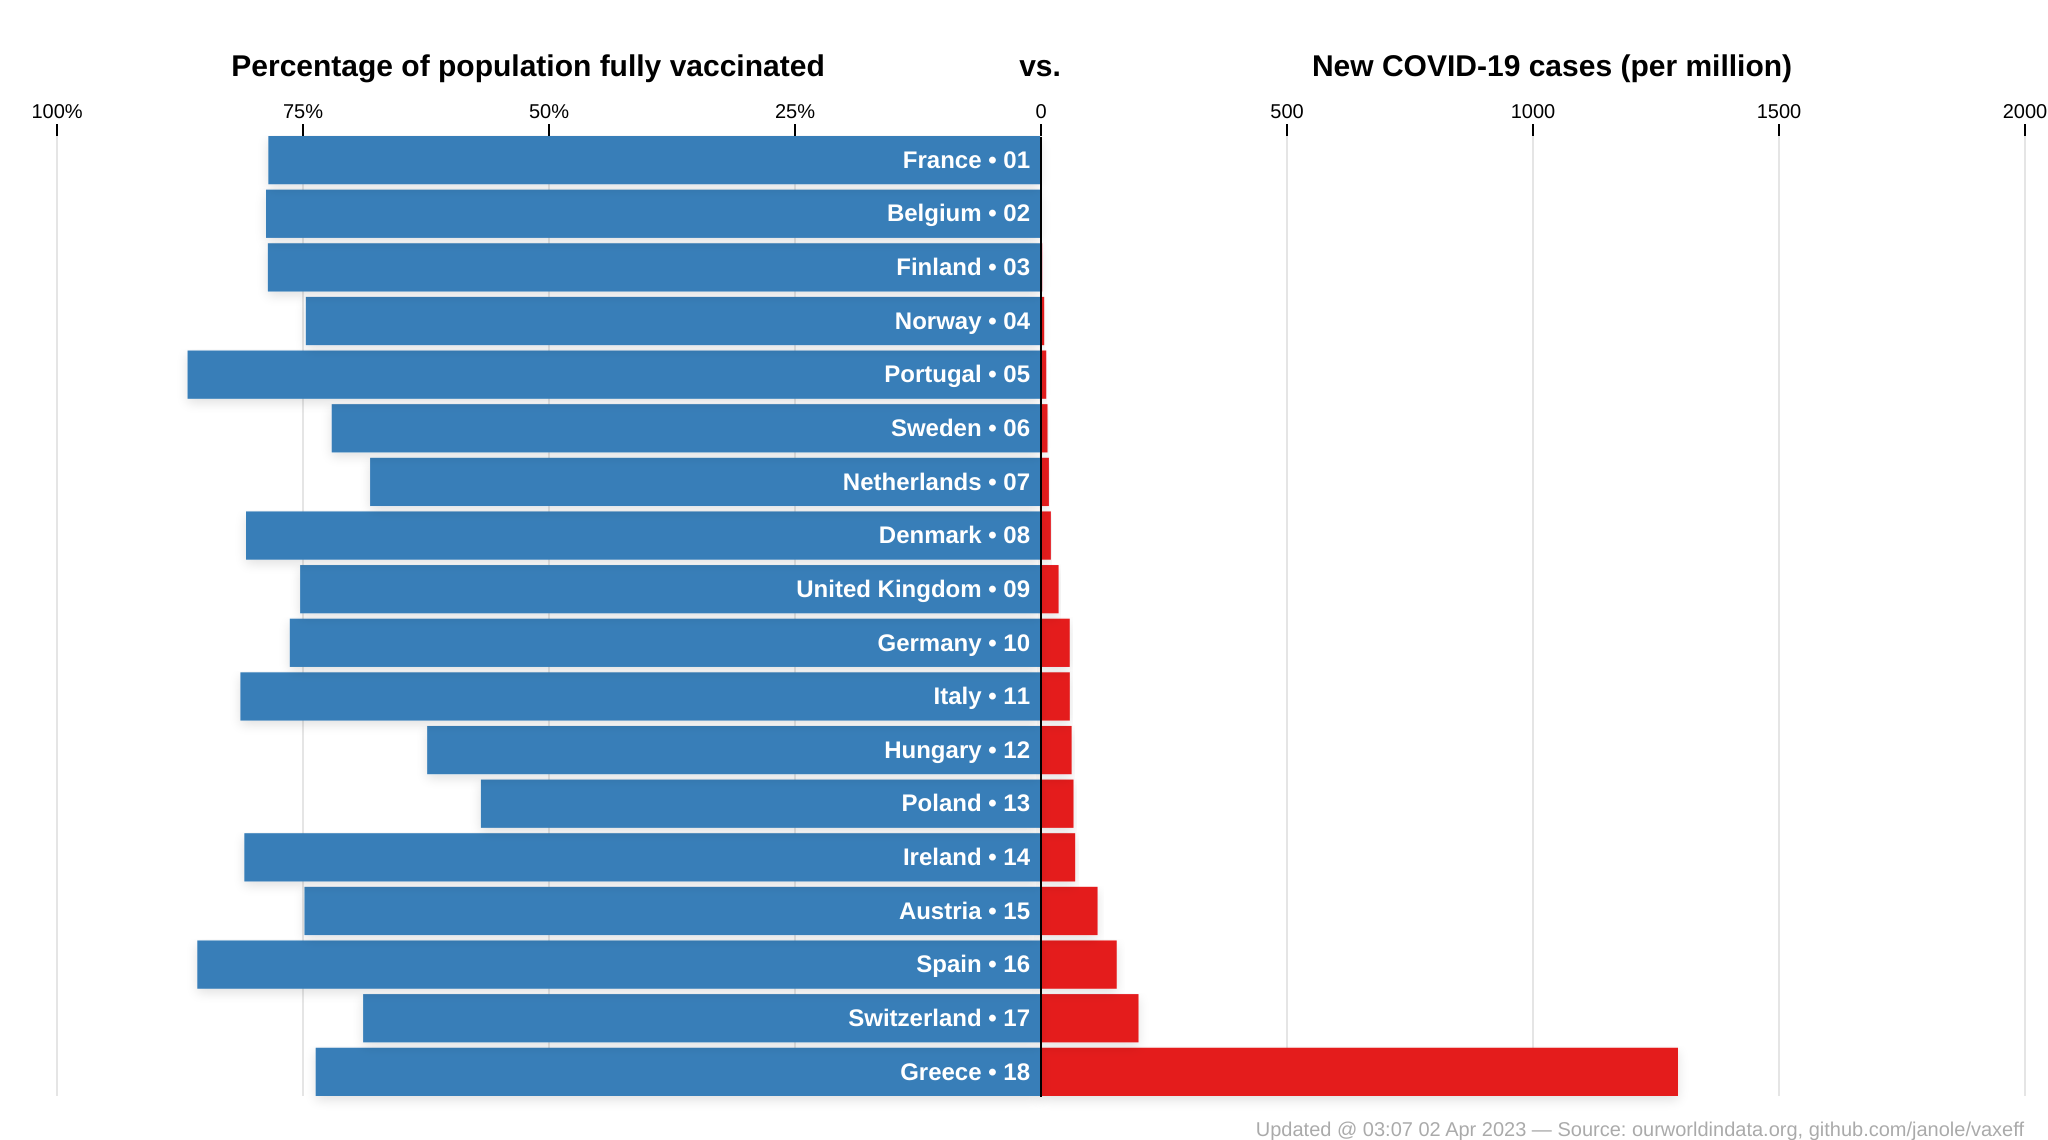 Percentage of population fully vaccinated vs. New COVID-19 cases (per million)
100% 75% 50% 25% 0 500 1000 1500 2000
France • 01
Belgium • 02
Finland • 03
Norway • 04
Portugal • 05
Sweden • 06
Netherlands • 07
Denmark • 08
United Kingdom • 09
Germany • 10
Italy • 11
Hungary • 12
Poland • 13
Ireland • 14
Austria • 15
Spain • 16
Switzerland • 17
Greece • 18
Updated @ 03:07 02 Apr 2023 — Source: ourworldindata.org, github.com/janole/vaxeff